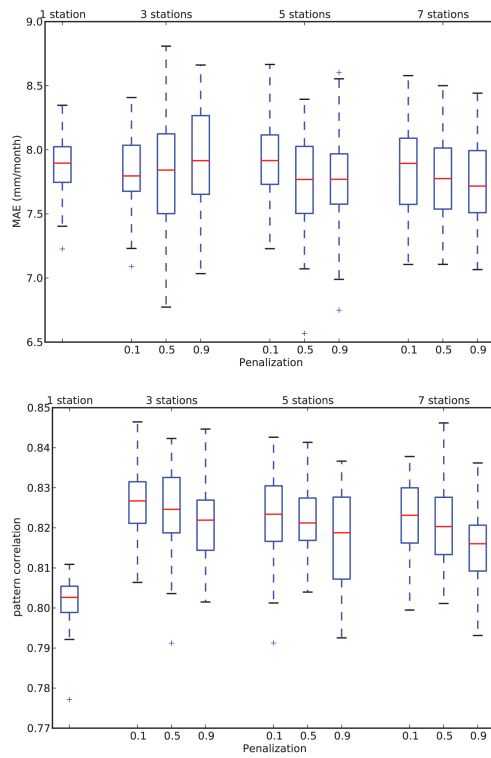 1 station 3 stations 5 stations 7 stations
9.0
8.5
8.0
7.5
7.0
6.5
MAE (mm/month)
0.1 0.5 0.9 0.1 0.5 0.9 0.1 0.5 0.9
Penalization
1 station 3 stations 5 stations 7 stations
0.85
0.84
0.83
0.82
0.81
0.80
0.79
0.78
0.77
pattern correlation
0.1 0.5 0.9 0.1 0.5 0.9 0.1 0.5 0.9
Penalization